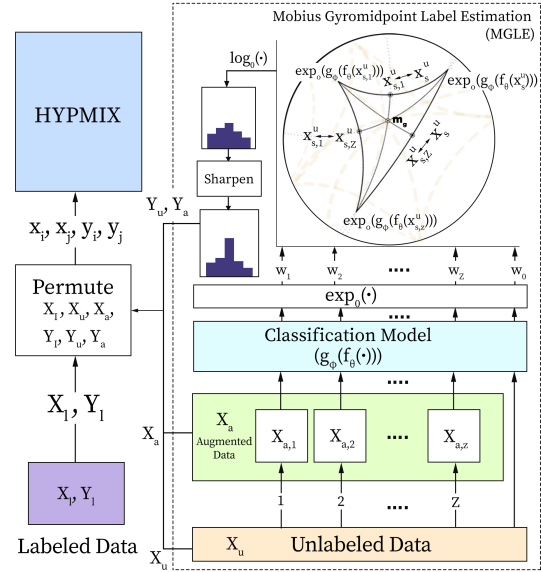 Mobius Gyromidpoint Label Estimation
(MGLE)
log₀(·)
exp₀(g_ϕ(f_θ(x^u_{s,1})))
x^u_{s,1} x^u_s
exp₀(g_ϕ(f_θ(x^u_s)))
m_g
x^u_{s,1} x^u_{s,Z}
x^u_{s,Z} x^u_s
exp₀(g_ϕ(f_θ(x^u_{s,z})))
HYPMIX
Sharpen
Y_u, Y_a
x_i, x_j, y_i, y_j
w_1 w_2 .... w_Z w_0
Permute
X_l, X_u, X_a,
Y_l, Y_u, Y_a
exp₀(·)
....
Classification Model
(g_ϕ(f_θ(·)))
....
X_l, Y_l
X_a
X_a
Augmented
Data
X_{a,1} X_{a,2} .... X_{a,z}
1 2 .... Z
X_l, Y_l
Labeled Data
X_u
X_u Unlabeled Data